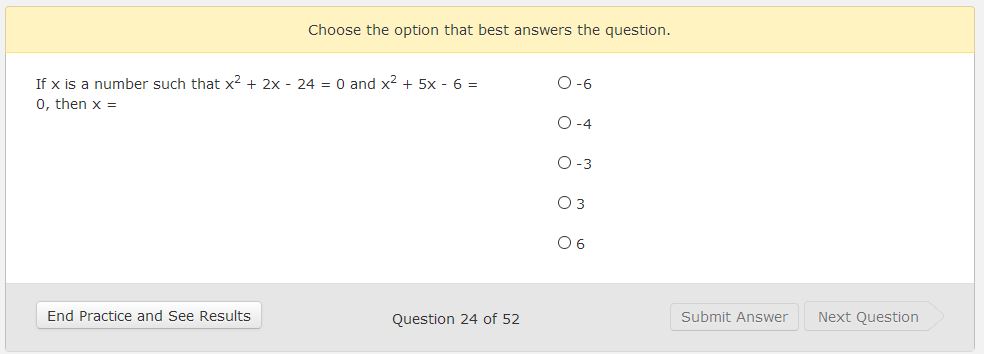 Choose the option that best answers the question.
If x is a number such that x² + 2x - 24 = 0 and x² + 5x - 6 =
0, then x =
-6
-4
-3
3
6
End Practice and See Results
Question 24 of 52
Submit Answer
Next Question